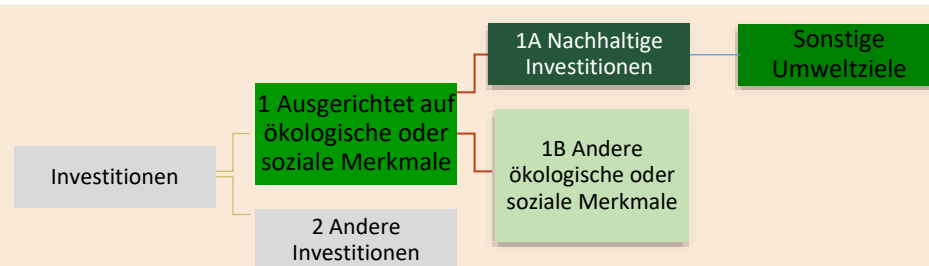 Investitionen
1 Ausgerichtet auf
ökologische oder
soziale Merkmale
2 Andere
Investitionen
1A Nachhaltige
Investitionen
1B Andere
ökologische oder
soziale Merkmale
Sonstige
Umweltziele